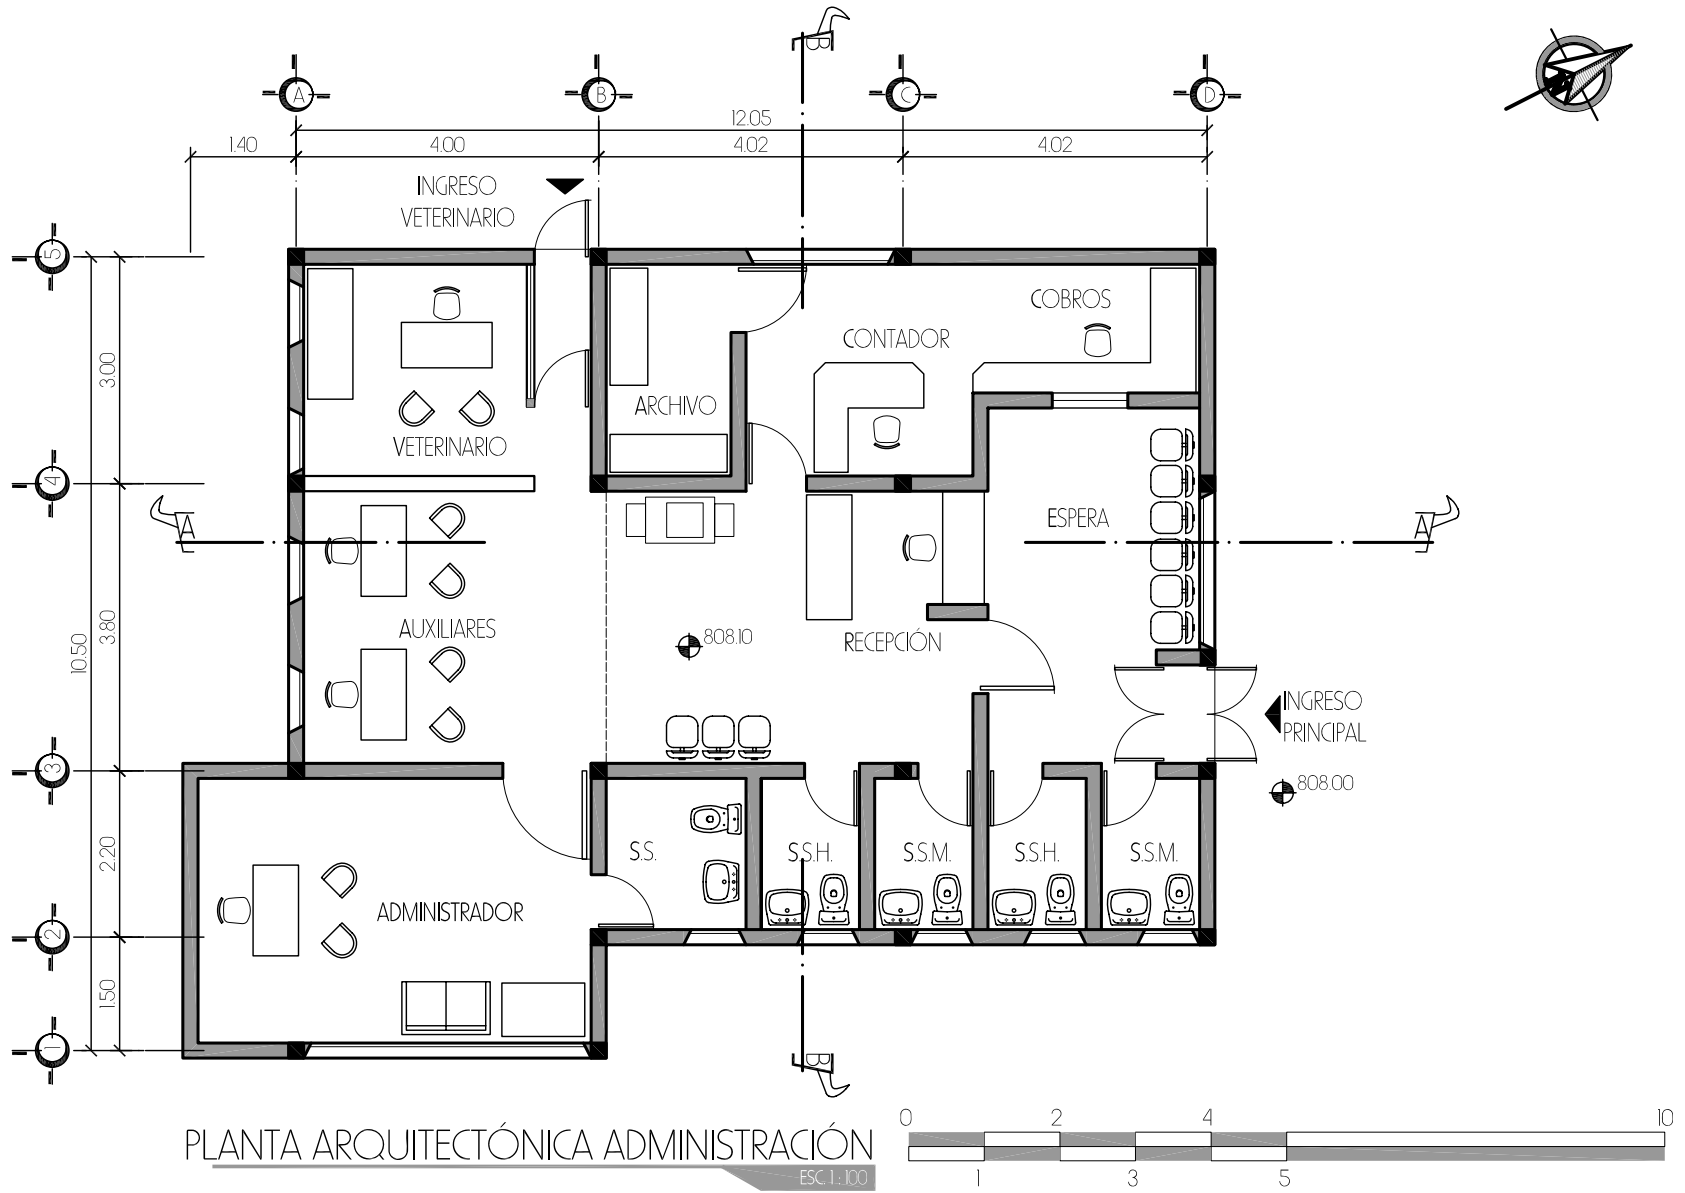 B
A
B
C
D
12.05
1.40
4.00
4.02
4.02
INGRESO
VETERINARIO
5
COBROS
CONTADOR
3.00
ARCHIVO
VETERINARIO
4
A
ESPERA
A
AUXILIARES
3.80
10.50
808.10
RECEPCIÓN
INGRESO
PRINCIPAL
3
808.00
2.20
S.S.
S.S.H.
S.S.M.
S.S.H.
S.S.M.
ADMINISTRADOR
2
1.50
1
B
PLANTA ARQUITECTÓNICA ADMINISTRACIÓN
ESC. 1.:.100
0 2 4 10
1 3 5